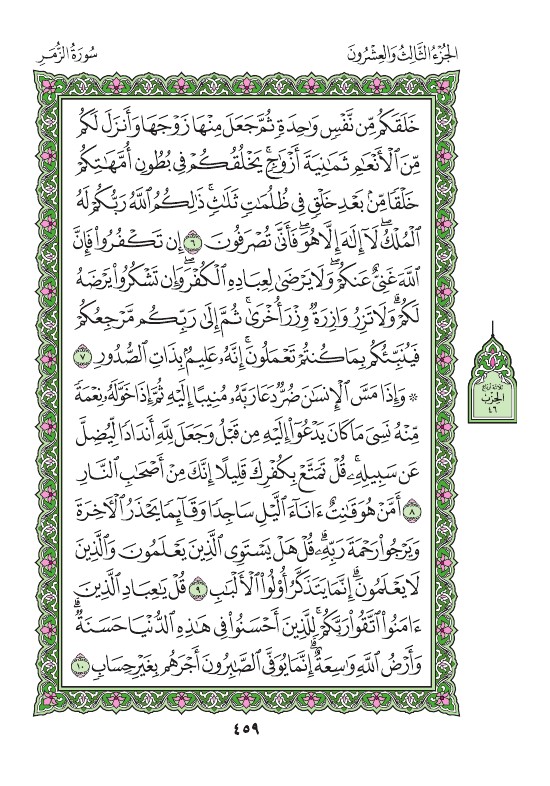 الجُزْءُ الثَّالِثُ وَالعِشْرُونَ
سُورَةُ الزُّمَرِ
خَلَقَكُم مِّن نَّفْسٖ وَٰحِدَةٖ ثُمَّ جَعَلَ مِنْهَا زَوْجَهَا وَأَنزَلَ لَكُم
مِّنَ ٱلْأَنْعَٰمِ ثَمَٰنِيَةَ أَزْوَٰجٖۚ يَخْلُقُكُمْ فِي بُطُونِ أُمَّهَٰتِكُمْ
خَلْقٗا مِّنۢ بَعْدِ خَلْقٖ فِي ظُلُمَٰتٖ ثَلَٰثٖۚ ذَٰلِكُمُ ٱللَّهُ رَبُّكُمْ لَهُ
ٱلْمُلْكُۖ لَآ إِلَٰهَ إِلَّا هُوَۖ فَأَنَّىٰ تُصْرَفُونَ ٦ إِن تَكْفُرُواْ فَإِنَّ
ٱللَّهَ غَنِيٌّ عَنكُمْۖ وَلَا يَرْضَىٰ لِعِبَادِهِ ٱلْكُفْرَۖ وَإِن تَشْكُرُواْ يَرْضَهُ
لَكُمْۗ وَلَا تَزِرُ وَازِرَةٞ وِزْرَ أُخْرَىٰۚ ثُمَّ إِلَىٰ رَبِّكُم مَّرْجِعُكُمْ
فَيُنَبِّئُكُم بِمَا كُنتُمْ تَعْمَلُونَۚ إِنَّهُۥ عَلِيمُۢ بِذَاتِ ٱلصُّدُورِ ٧
۞ وَإِذَا مَسَّ ٱلْإِنسَٰنَ ضُرّٞ دَعَا رَبَّهُۥ مُنِيبًا إِلَيْهِ ثُمَّ إِذَا خَوَّلَهُۥ نِعْمَةٗ
مِّنْهُ نَسِيَ مَا كَانَ يَدْعُوٓاْ إِلَيْهِ مِن قَبْلُ وَجَعَلَ لِلَّهِ أَندَادٗا لِّيُضِلَّ
عَن سَبِيلِهِۦۚ قُلْ تَمَتَّعْ بِكُفْرِكَ قَلِيلًا إِنَّكَ مِنْ أَصْحَٰبِ ٱلنَّارِ
٨ أَمَّنْ هُوَ قَٰنِتٌ ءَانَآءَ ٱلَّيْلِ سَاجِدٗا وَقَآئِمٗا يَحْذَرُ ٱلْأٓخِرَةَ
وَيَرْجُواْ رَحْمَةَ رَبِّهِۦۗ قُلْ هَلْ يَسْتَوِي ٱلَّذِينَ يَعْلَمُونَ وَٱلَّذِينَ
لَا يَعْلَمُونَۗ إِنَّمَا يَتَذَكَّرُ أُوْلُواْ ٱلْأَلْبَٰبِ ٩ قُلْ يَٰعِبَادِ ٱلَّذِينَ
ءَامَنُواْ ٱتَّقُواْ رَبَّكُمْۚ لِلَّذِينَ أَحْسَنُواْ فِي هَٰذِهِ ٱلدُّنْيَا حَسَنَةٞۗ
وَأَرْضُ ٱللَّهِ وَٰسِعَةٌۗ إِنَّمَا يُوَفَّى ٱلصَّٰبِرُونَ أَجْرَهُم بِغَيْرِ حِسَابٖ ١٠
ثلاثة أرباع
الحزب
٤٦
٤٥٩